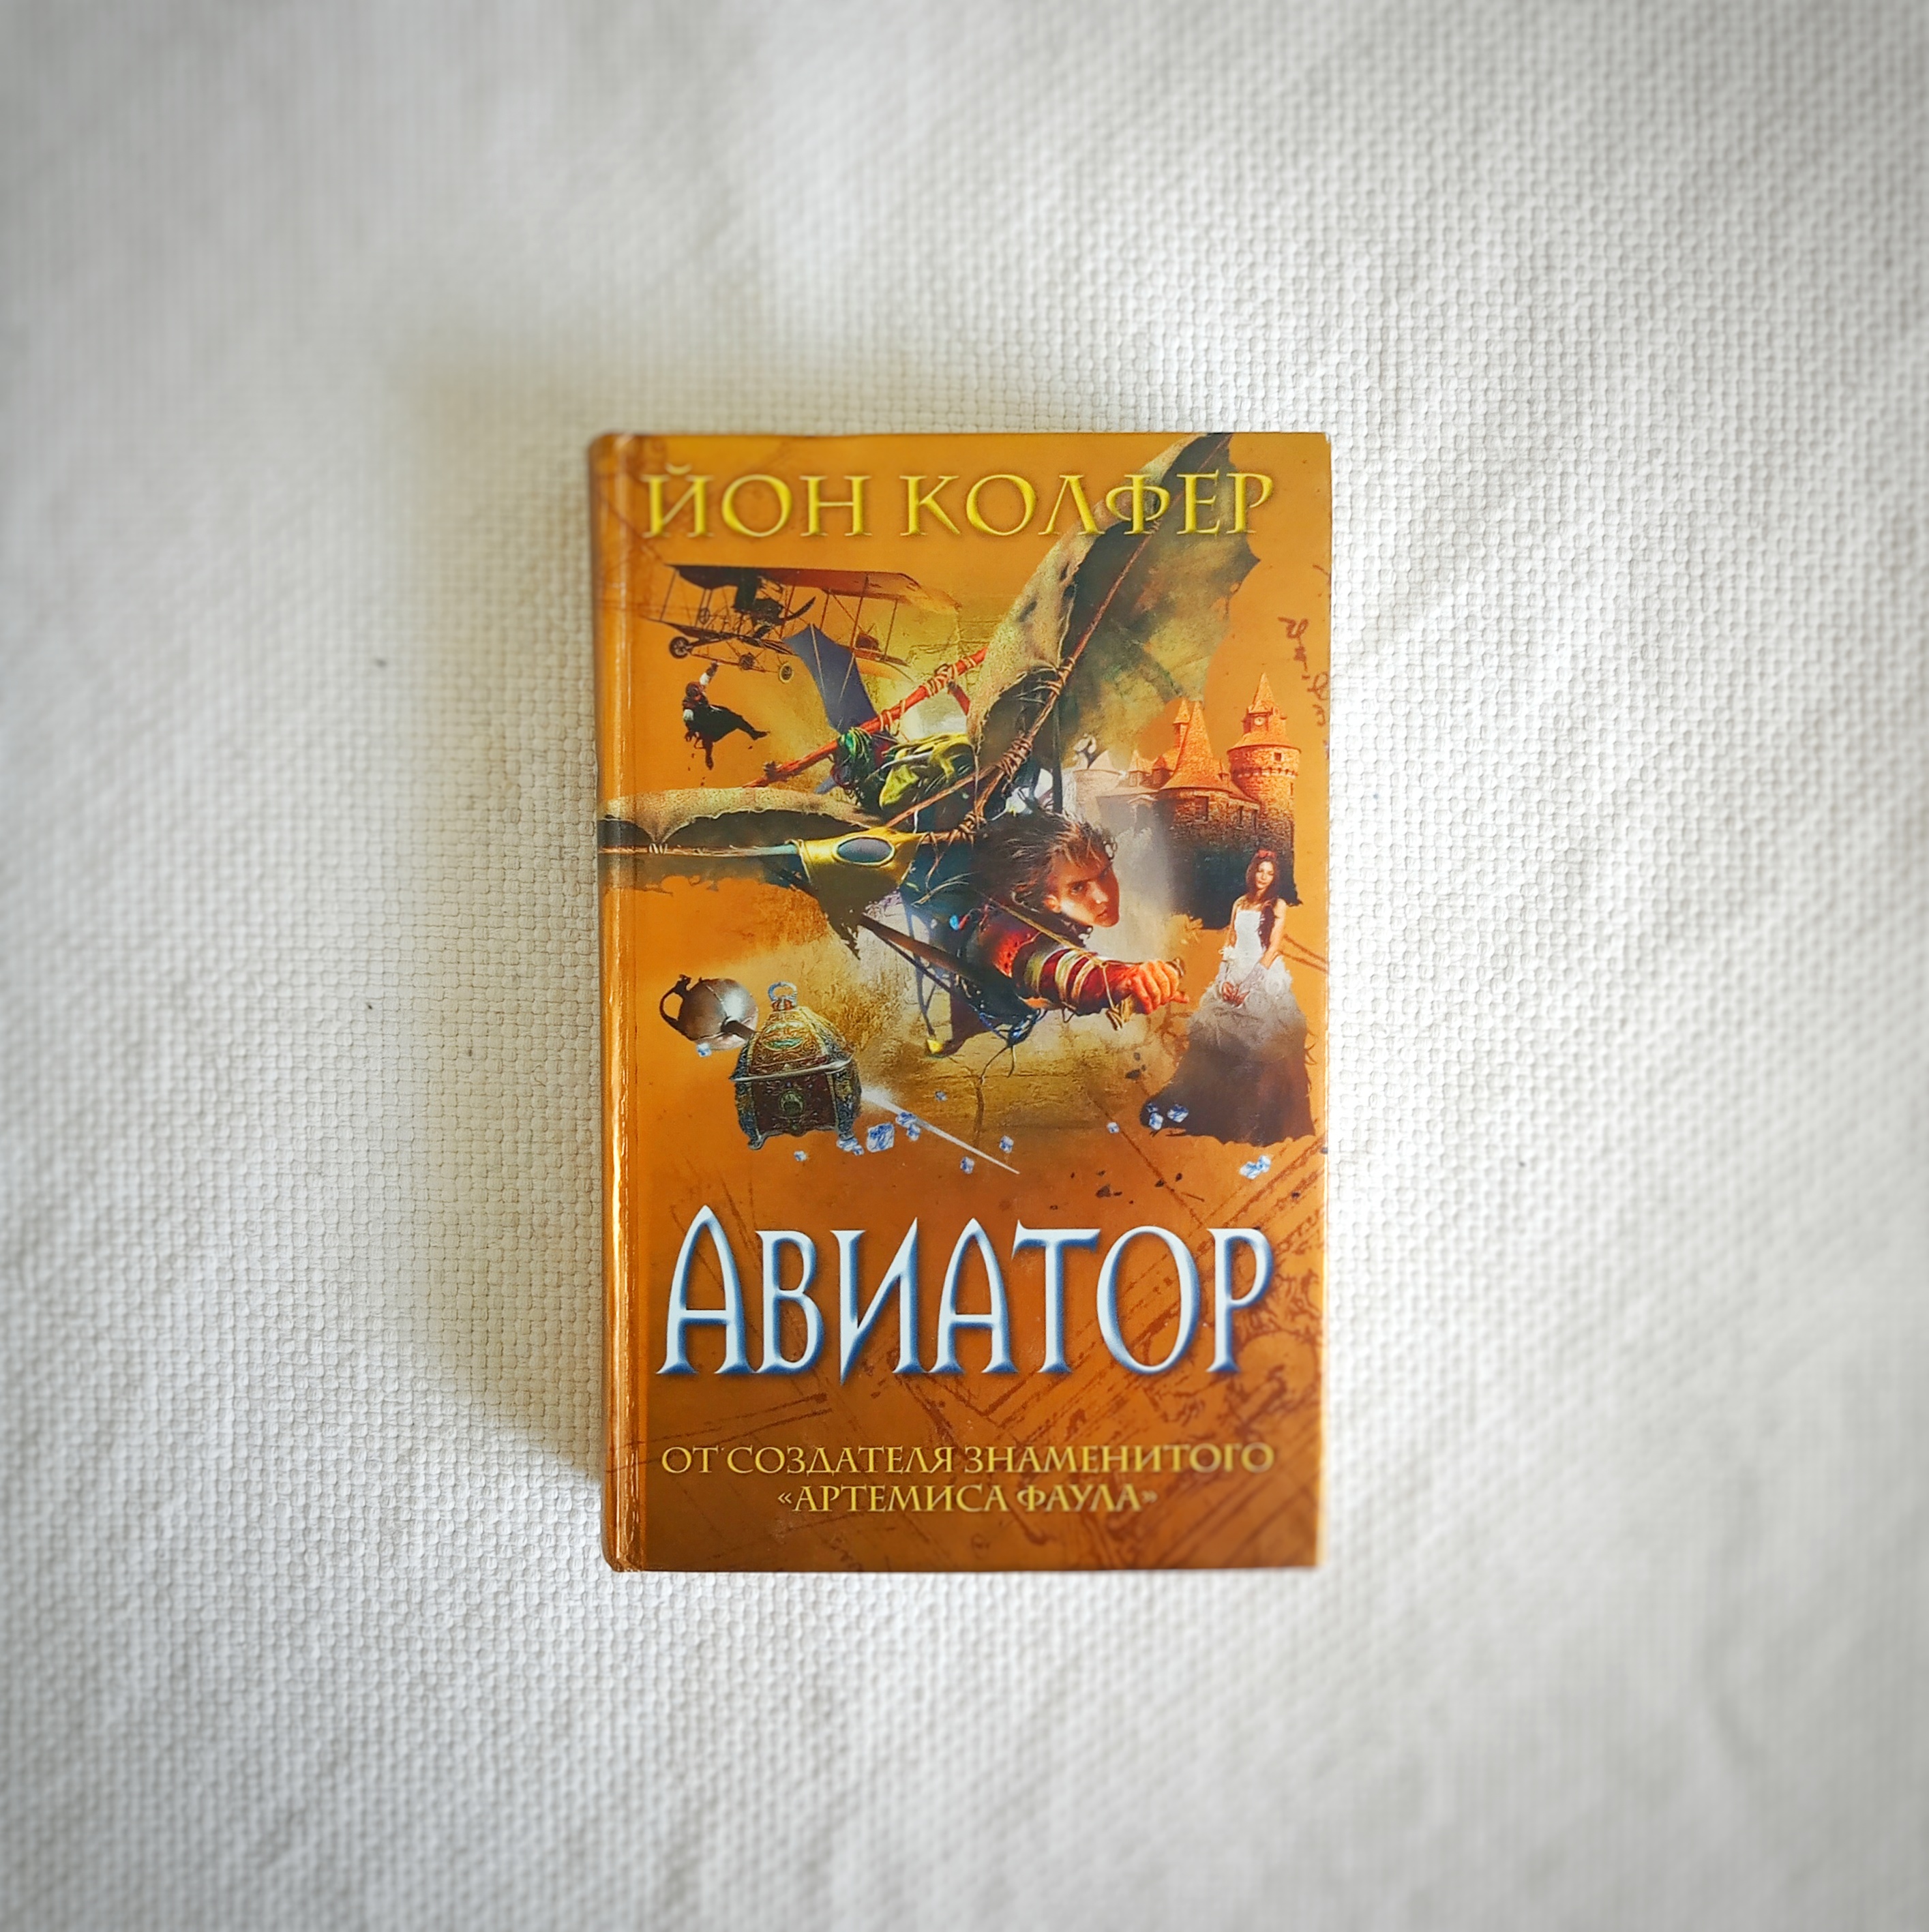 ЙОН КОЛФЕР
АВИАТОР
ОТ СОЗДАТЕЛЯ ЗНАМЕНИТОГО
«АРТЕМИСА ФАУЛА»